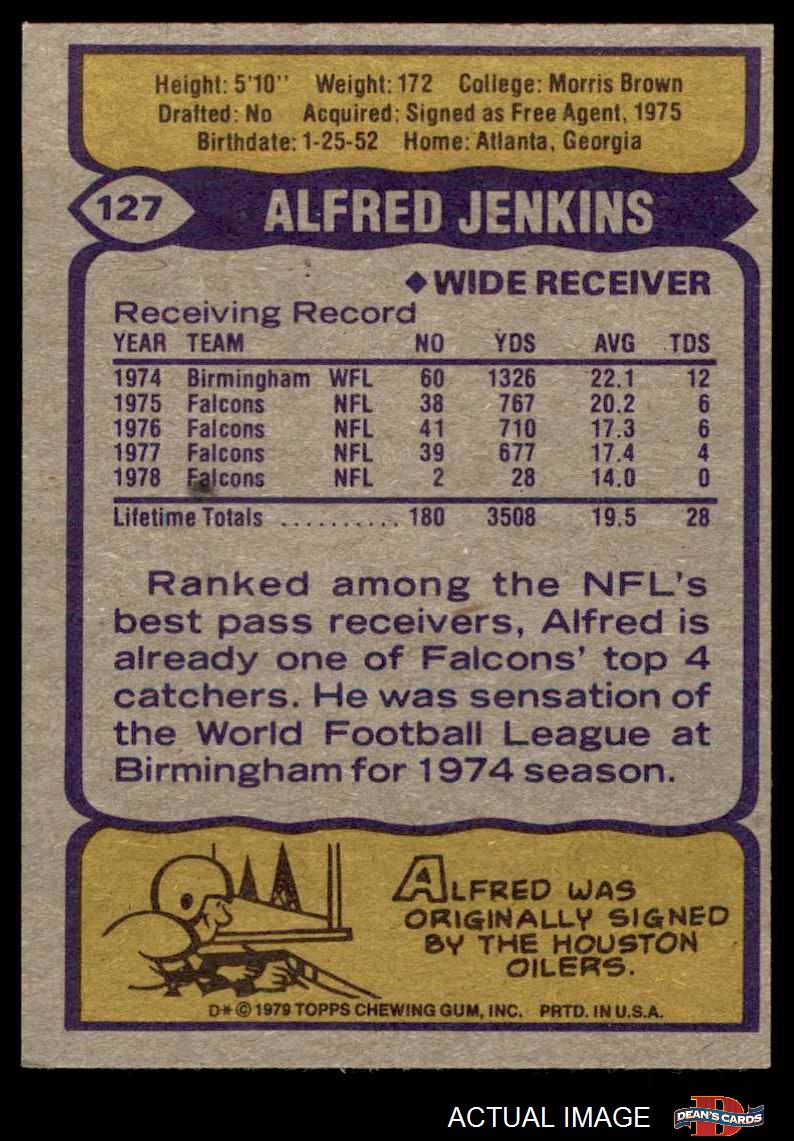 Height: 5'10'' Weight: 172 College: Morris Brown
Drafted: No Acquired: Signed as Free Agent, 1975
Birthdate: 1-25-52 Home: Atlanta, Georgia
127 ALFRED JENKINS
◆WIDE RECEIVER
Receiving Record
YEAR TEAM NO YDS AVG TDS
1974 Birmingham WFL 60 1326 22.1 12
1975 Falcons NFL 38 767 20.2 6
1976 Falcons NFL 41 710 17.3 6
1977 Falcons NFL 39 677 17.4 4
1978 Falcons NFL 2 28 14.0 0
Lifetime Totals .......... 180 3508 19.5 28
Ranked among the NFL's
best pass receivers, Alfred is
already one of Falcons' top 4
catchers. He was sensation of
the World Football League at
Birmingham for 1974 season.
ALFRED WAS
ORIGINALLY SIGNED
BY THE HOUSTON
OILERS.
D* © 1979 TOPPS CHEWING GUM, INC. PRTD. IN U.S.A.
ACTUAL IMAGE
D
DEAN'S CARDS